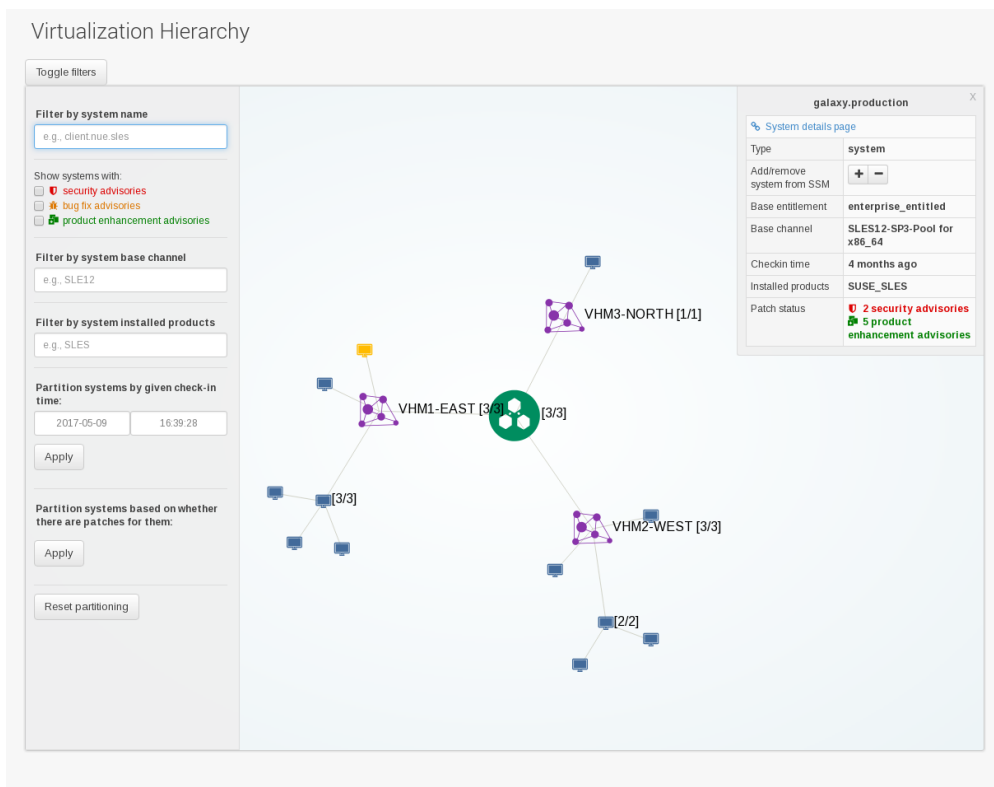 Virtualization Hierarchy
Toggle filters
Filter by system name
e.g., client.nue.sles
Show systems with:
security advisories
bug fix advisories
product enhancement advisories
Filter by system base channel
e.g., SLE12
Filter by system installed products
e.g., SLES
Partition systems by given check-in
time:
2017-05-09 16:39:28
Apply
Partition systems based on whether
there are patches for them:
Apply
Reset partitioning
VHM3-NORTH [1/1]
VHM1-EAST [3/3]
[3/3]
[3/3]
VHM2-WEST [3/3]
[2/2]
galaxy.production
X
System details page
Type system
Add/remove
system from SSM
Base entitlement enterprise_entitled
Base channel SLES12-SP3-Pool for
x86_64
Checkin time 4 months ago
Installed products SUSE_SLES
Patch status 2 security advisories
5 product
enhancement advisories